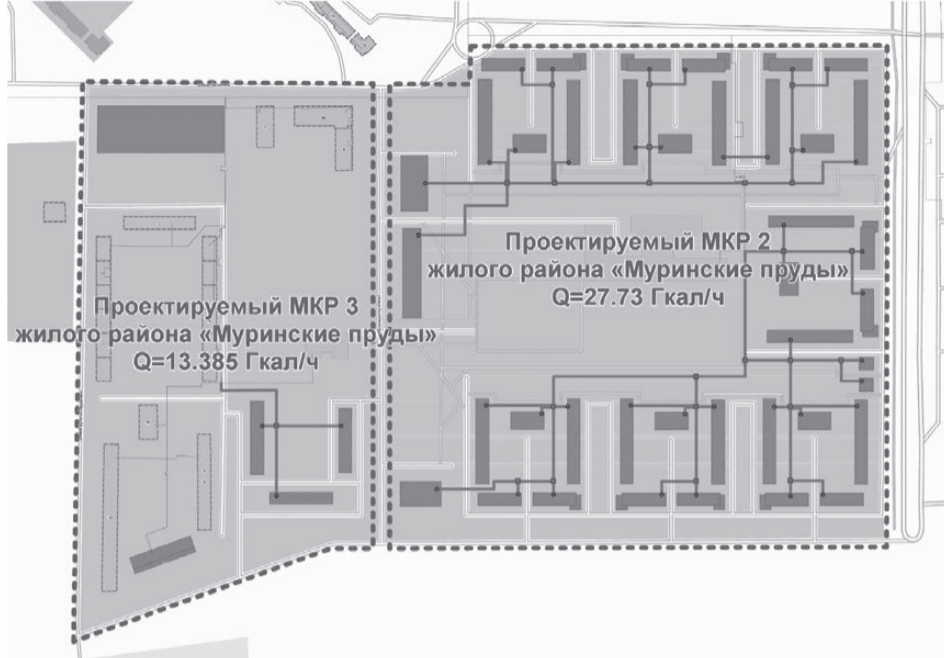 Проектируемый МКР 2
жилого района «Муринские пруды»
Q=27.73 Гкал/ч
Проектируемый МКР 3
жилого района «Муринские пруды»
Q=13.385 Гкал/ч